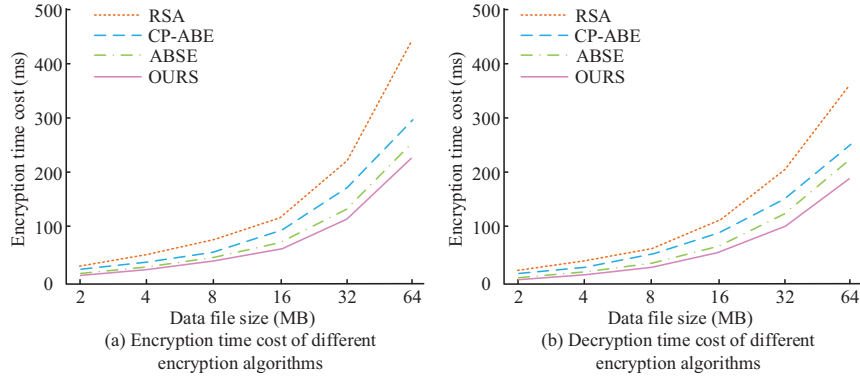 500
400
300
200
100
0
Encryption time cost (ms)
RSA
CP-ABE
ABSE
OURS
2 4 8 16 32 64
Data file size (MB)
(a) Encryption time cost of different
encryption algorithms
500
400
300
200
100
0
Encryption time cost (ms)
RSA
CP-ABE
ABSE
OURS
2 4 8 16 32 64
Data file size (MB)
(b) Decryption time cost of different
encryption algorithms